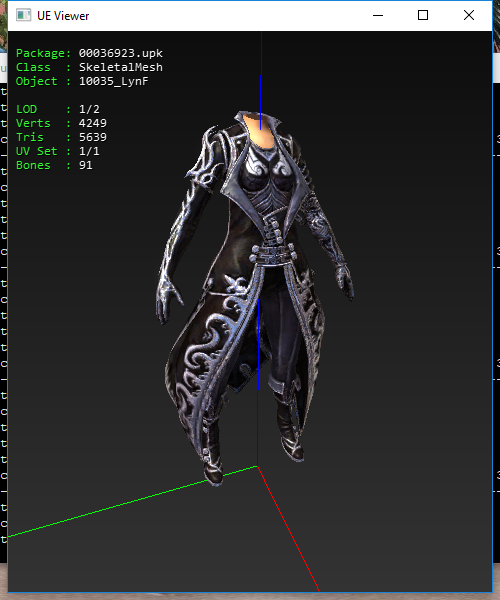 UE Viewer
Package: 00036923.upk
Class : SkeletalMesh
Object : 10035_LynF
LOD : 1/2
Verts : 4249
Tris : 5639
UV Set : 1/1
Bones : 91